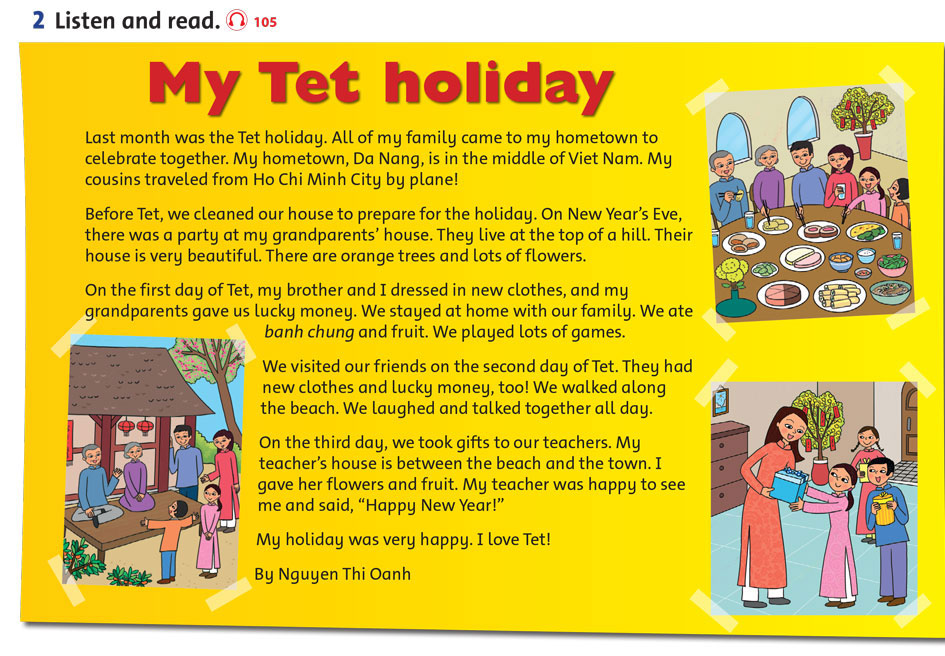 2 Listen and read. 105
My Tet holiday
Last month was the Tet holiday. All of my family came to my hometown to
celebrate together. My hometown, Da Nang, is in the middle of Viet Nam. My
cousins traveled from Ho Chi Minh City by plane!
Before Tet, we cleaned our house to prepare for the holiday. On New Year’s Eve,
there was a party at my grandparents’ house. They live at the top of a hill. Their
house is very beautiful. There are orange trees and lots of flowers.
On the first day of Tet, my brother and I dressed in new clothes, and my
grandparents gave us lucky money. We stayed at home with our family. We ate
banh chung and fruit. We played lots of games.
We visited our friends on the second day of Tet. They had
new clothes and lucky money, too! We walked along
the beach. We laughed and talked together all day.
On the third day, we took gifts to our teachers. My
teacher’s house is between the beach and the town. I
gave her flowers and fruit. My teacher was happy to see
me and said, “Happy New Year!”
My holiday was very happy. I love Tet!
By Nguyen Thi Oanh